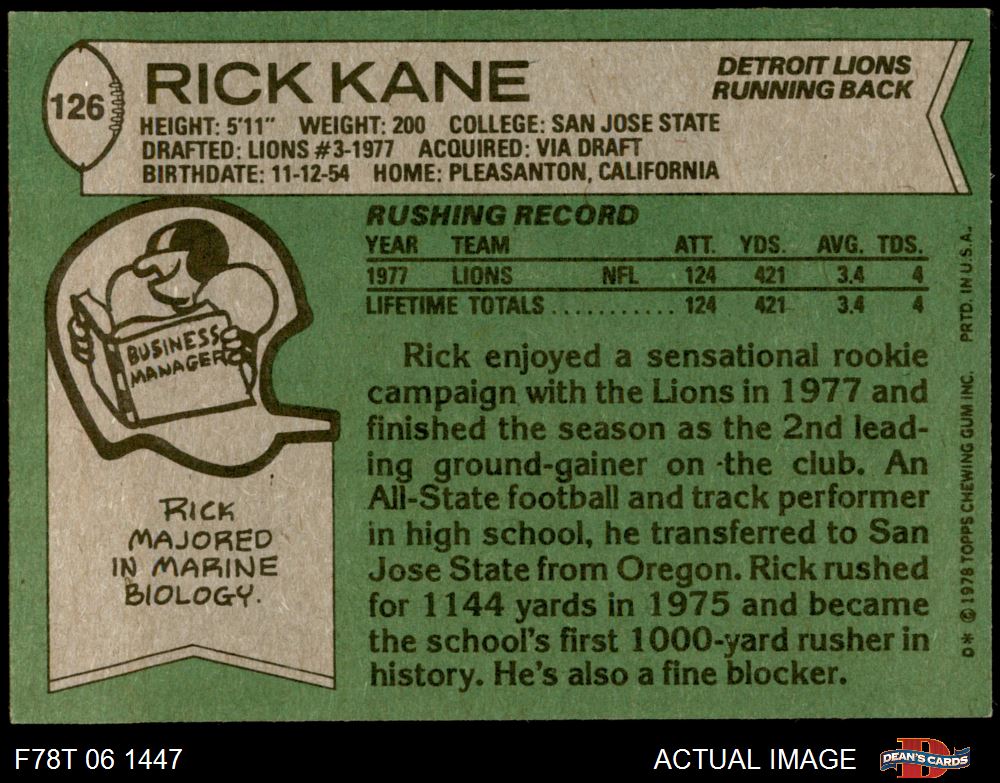 126
RICK KANE
DETROIT LIONS
RUNNING BACK
HEIGHT: 5'11" WEIGHT: 200 COLLEGE: SAN JOSE STATE
DRAFTED: LIONS #3-1977 ACQUIRED: VIA DRAFT
BIRTHDATE: 11-12-54 HOME: PLEASANTON, CALIFORNIA
RUSHING RECORD
YEAR TEAM ATT. YDS. AVG. TDS.
1977 LIONS NFL 124 421 3.4 4
LIFETIME TOTALS ........... 124 421 3.4 4
BUSINESS
MANAGER
RICK
MAJORED
IN MARINE
BIOLOGY.
Rick enjoyed a sensational rookie
campaign with the Lions in 1977 and
finished the season as the 2nd lead-
ing ground-gainer on the club. An
All-State football and track performer
in high school, he transferred to San
Jose State from Oregon. Rick rushed
for 1144 yards in 1975 and became
the school's first 1000-yard rusher in
history. He's also a fine blocker.
D* © 1978 TOPPS CHEWING GUM INC. PRTD. IN U.S.A.
F78T 06 1447
ACTUAL IMAGE
D
DEAN'S CARDS